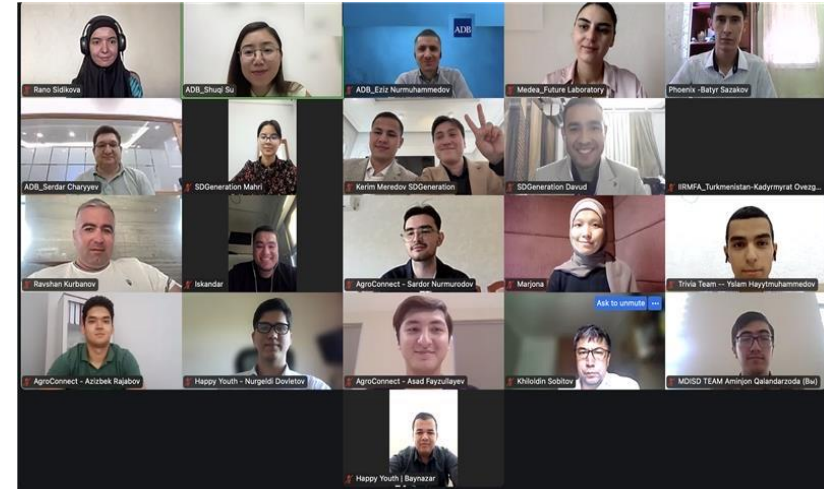 Rano Sidikova
ADB_Shuqi Su
ADB
ADB_Eziz Nurmuhammedov
Medea_Future Laboratory
Phoenix -Batyr Sazakov
ADB_Serdar Charyyev
SDGeneration Mahri
Kerim Meredov SDGeneration
SDGeneration Davud
IIRMFA_Turkmenistan-Kadyrmyrat Ovezg...
Ravshan Kurbanov
Iskandar
AgroConnect - Sardor Nurmurodov
Marjona
Trivia Team -- Yslam Hayytmuhammedov
AgroConnect - Azizbek Rajabov
Happy Youth - Nurgeldi Dovletov
AgroConnect - Asad Fayzullayev
Ask to unmute ...
Khiloldin Sobitov
MDISD TEAM Aminjon Qalandarzoda (Вы)
Happy Youth | Baynazar